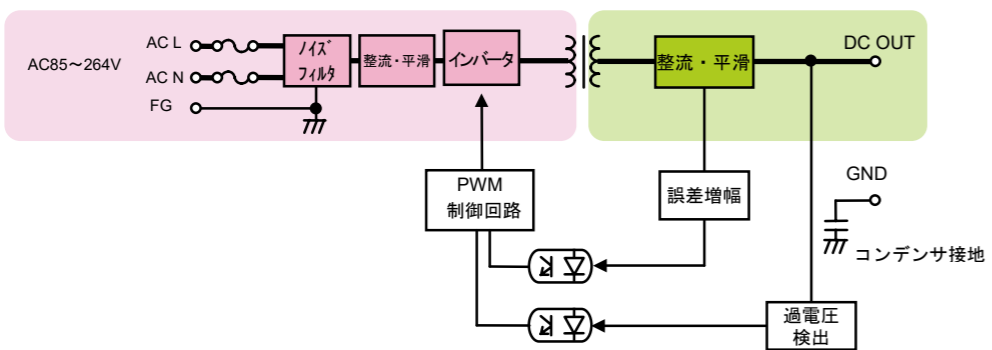 AC85～264V
AC L
AC N
FG
ノイズ
フィルタ
整流・平滑
インバータ
整流・平滑
DC OUT
PWM
制御回路
誤差増幅
GND
コンデンサ接地
過電圧
検出